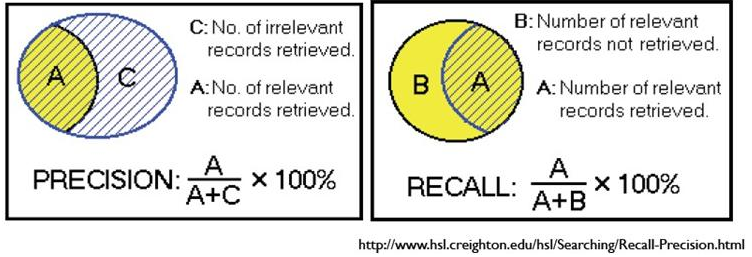 C: No. of irrelevant
records retrieved.
A: No. of relevant
records retrieved.
A C
PRECISION: A/A+C × 100%
B: Number of relevant
records not retrieved.
A: Number of relevant
records retrieved.
B A
RECALL: A/A+B × 100%
http://www.hsl.creighton.edu/hsl/Searching/Recall-Precision.html